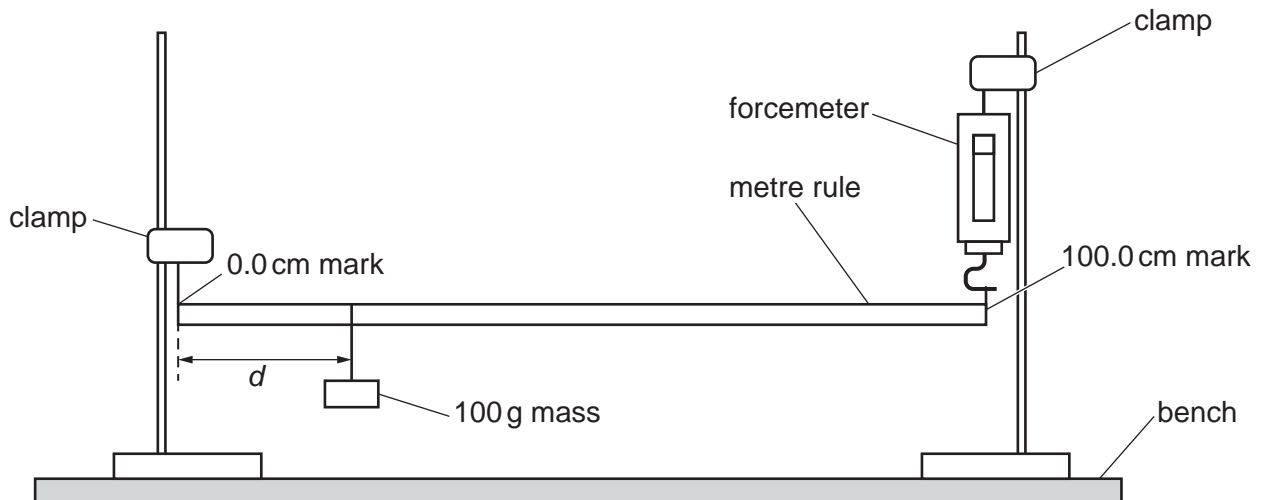 clamp
forcemeter
metre rule
clamp
0.0 cm mark
100.0 cm mark
d
100 g mass
bench